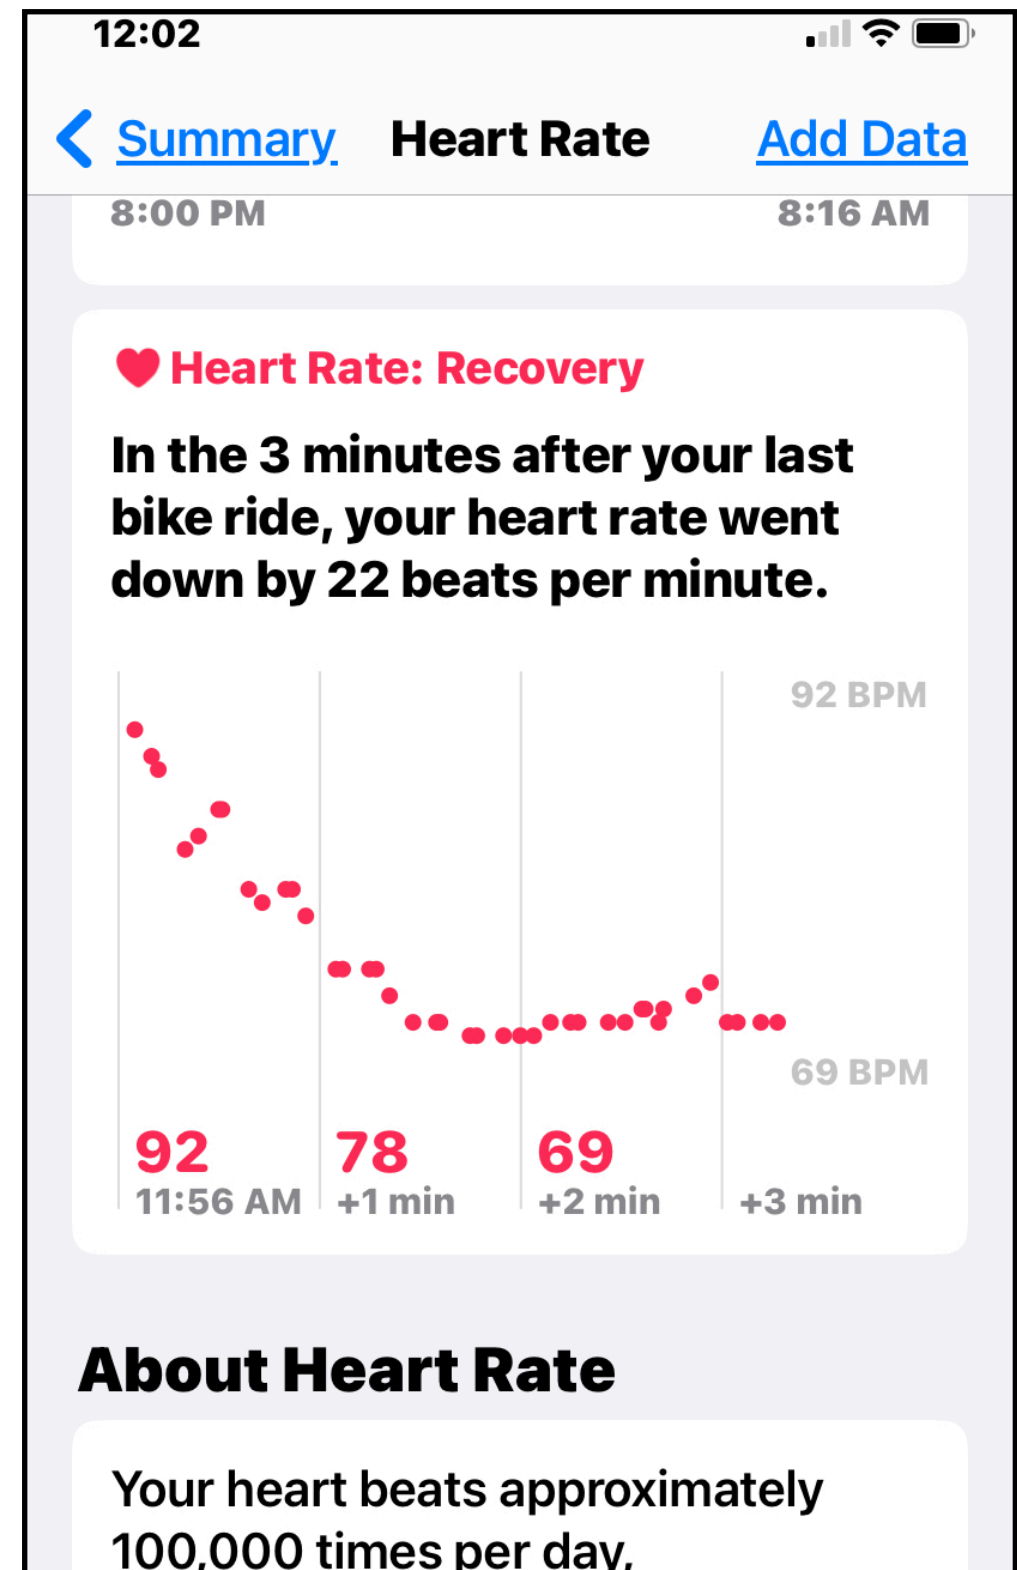 12:02
Summary Heart Rate Add Data
8:00 PM 8:16 AM
Heart Rate: Recovery
In the 3 minutes after your last
bike ride, your heart rate went
down by 22 beats per minute.
92 BPM
69 BPM
92 78 69
11:56 AM +1 min +2 min +3 min
About Heart Rate
Your heart beats approximately
100,000 times per day,